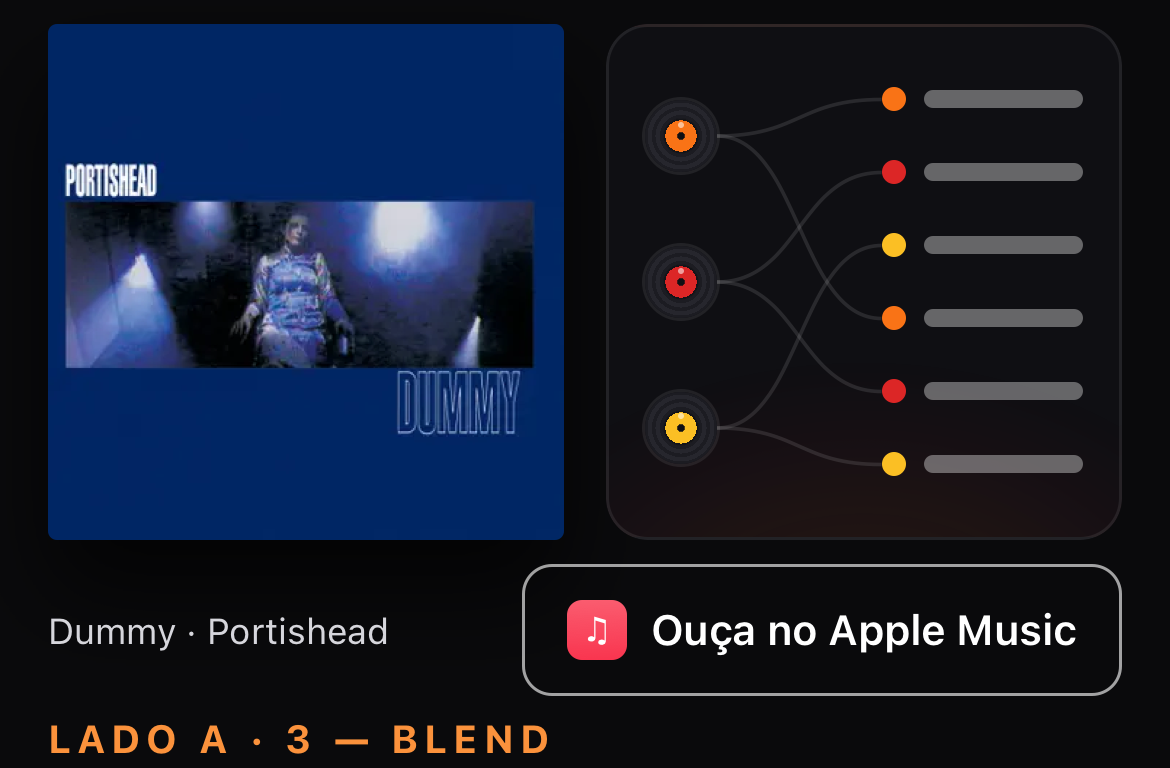 PORTISHEAD
DUMMY
Dummy · Portishead
Ouça no Apple Music
LADO A · 3 — BLEND